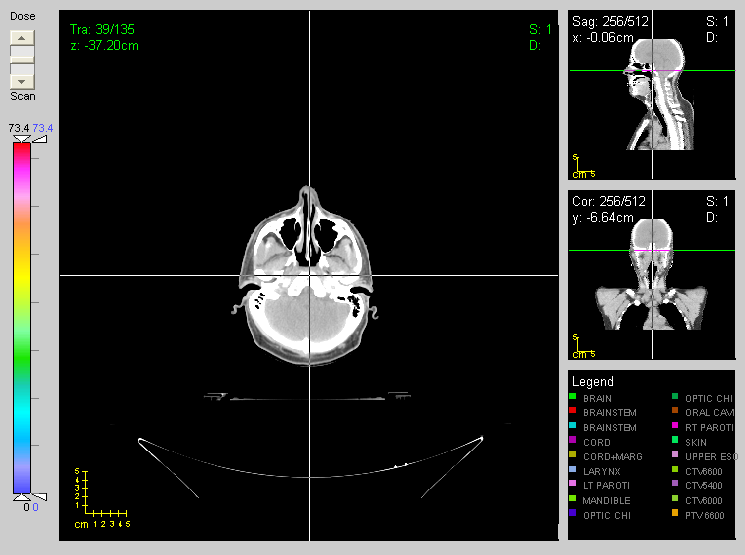 Dose
Scan
73.4 73.4
0 0
Tra: 39/135
z: -37.20cm
S: 1
D:
5
4
3
2
1
cm 1 2 3 4 5
Sag: 256/512
x: -0.06cm
S: 1
D:
5
cm 5
Cor: 256/512
y: -6.64cm
S: 1
D:
5
cm 5
Legend
BRAIN
BRAINSTEM
BRAINSTEM
CORD
CORD+MARG
LARYNX
LT PAROTI
MANDIBLE
OPTIC CHI
OPTIC CHI
ORAL CAV
RT PAROTI
SKIN
UPPER ESO
CTV6600
CTV5400
CTV6000
PTV6600